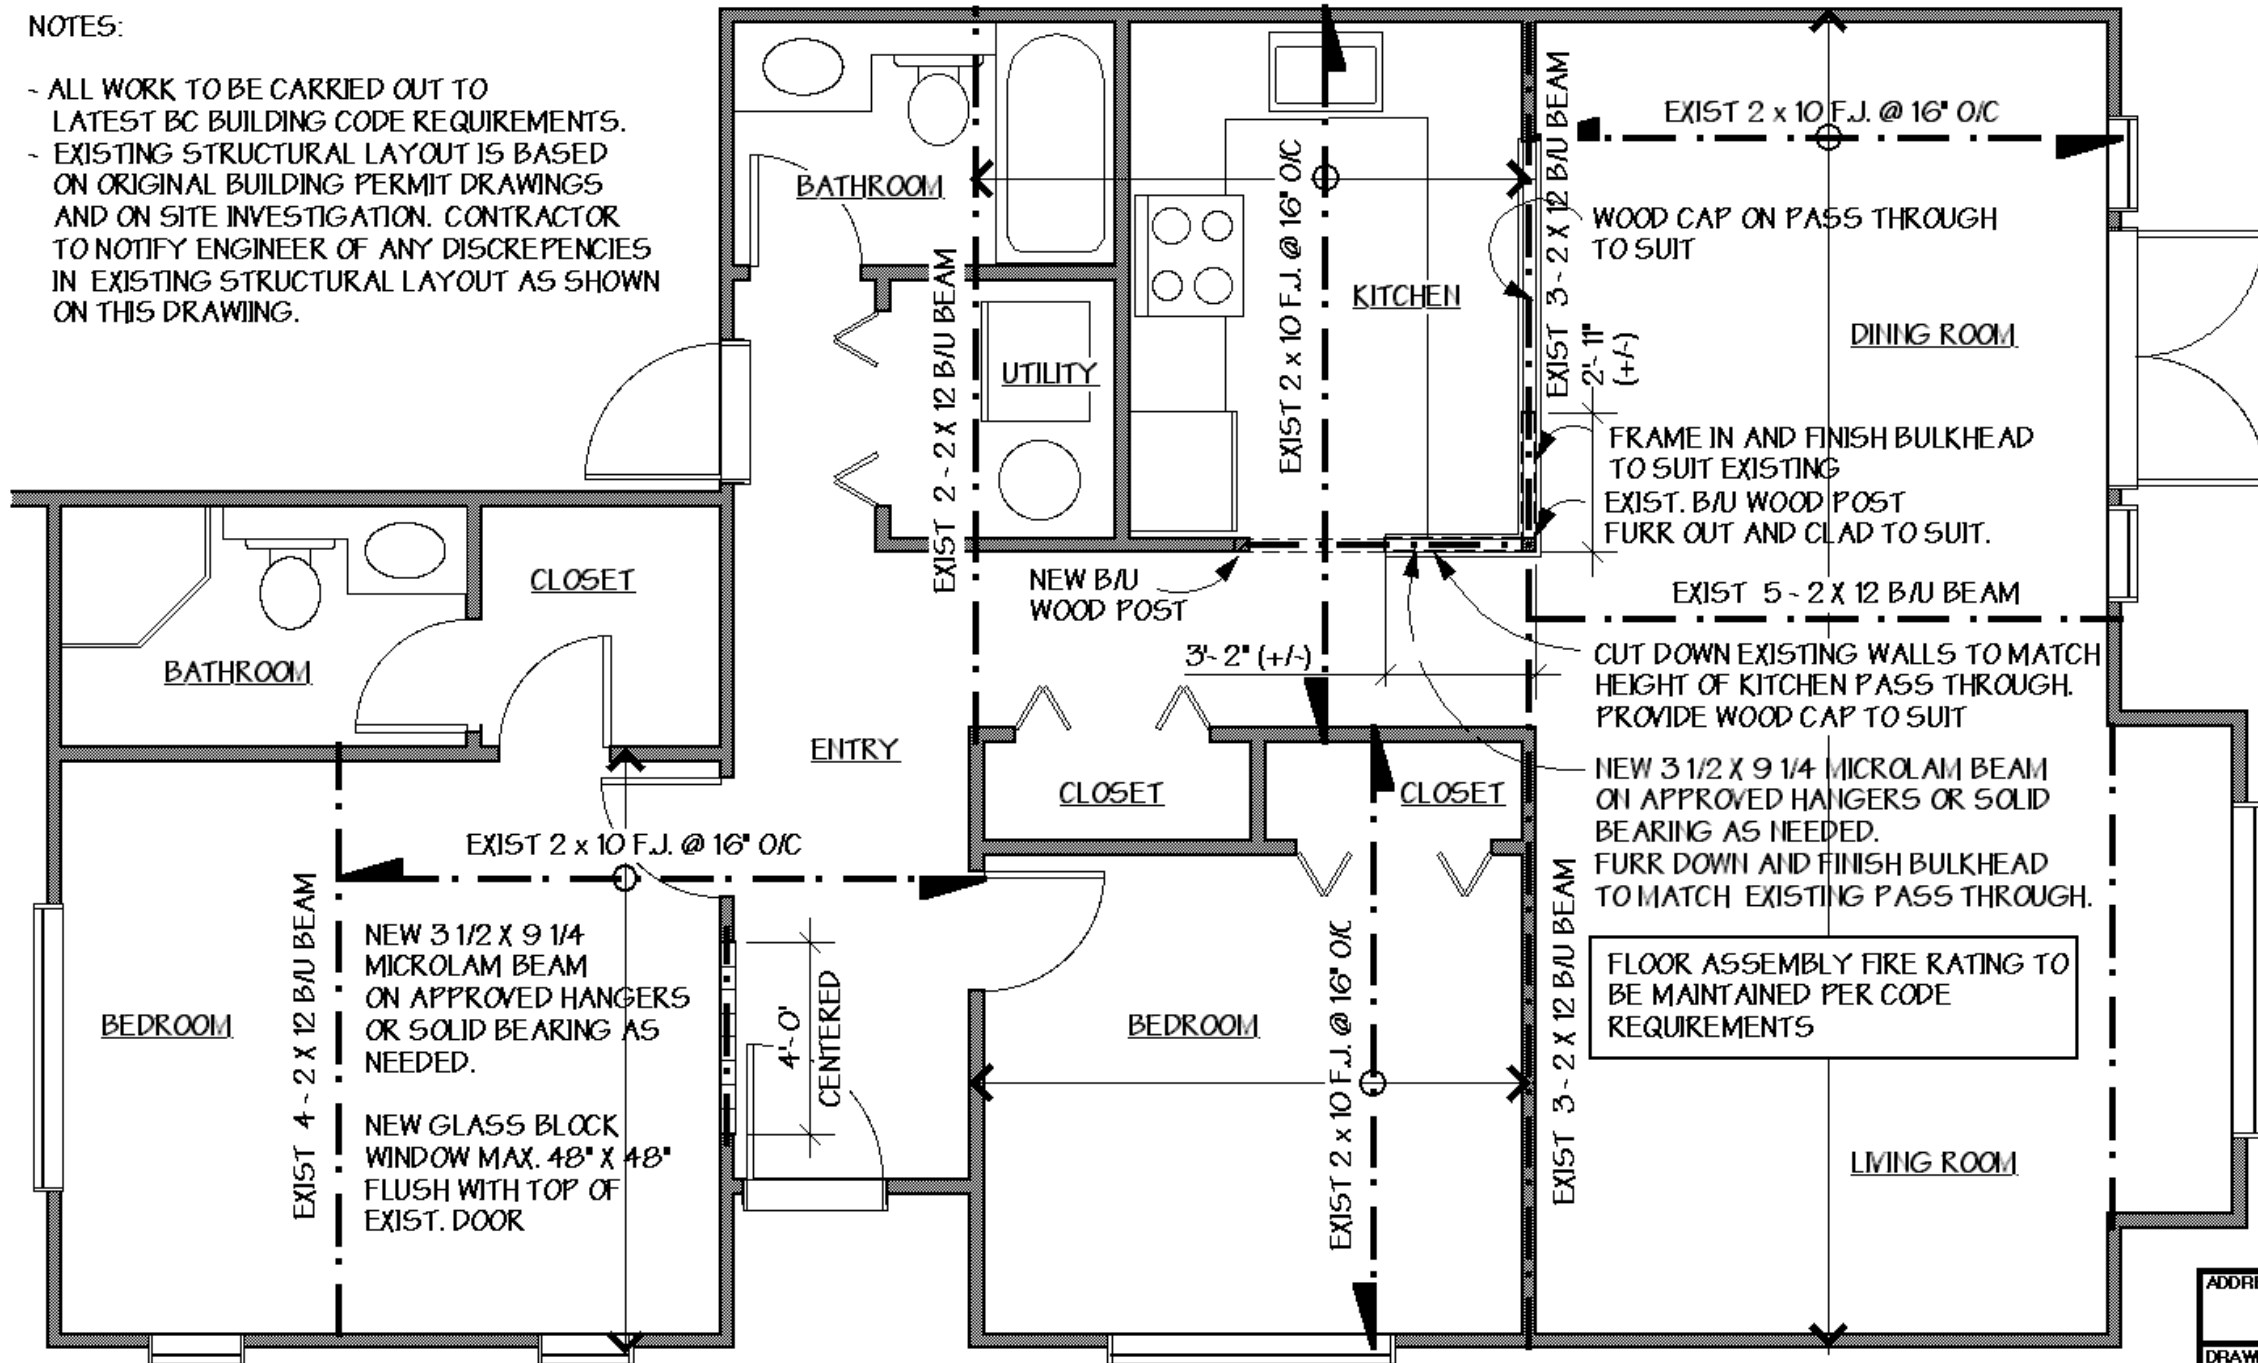 NOTES:
- ALL WORK TO BE CARRIED OUT TO
LATEST BC BUILDING CODE REQUIREMENTS.
- EXISTING STRUCTURAL LAYOUT IS BASED
ON ORIGINAL BUILDING PERMIT DRAWINGS
AND ON SITE INVESTIGATION. CONTRACTOR
TO NOTIFY ENGINEER OF ANY DISCREPENCIES
IN EXISTING STRUCTURAL LAYOUT AS SHOWN
ON THIS DRAWIING.
BATHROOM
UTILITY
EXIST 2 - 2 X 12 B/U BEAM
EXIST 2 x 10 F.J. @ 16" O/C
KITCHEN
EXIST 3 - 2 X 12 B/U BEAM
EXIST 2 x 10 F.J. @ 16" O/C
WOOD CAP ON PASS THROUGH
TO SUIT
DINNG ROOM
2'- 11"
(+/-)
FRAME IN AND FINISH BULKHEAD
TO SUIT EXISTING
EXIST. B/U WOOD POST
FURR OUT AND CLAD TO SUIT.
EXIST 5 - 2 X 12 B/U BEAM
NEW B/U
WOOD POST
3'- 2" (+/-)
CUT DOWN EXISTING WALLS TO MATCH
HEIGHT OF KITCHEN PASS THROUGH.
PROVIDE WOOD CAP TO SUIT
NEW 3 1/2 X 9 1/4 MICROLAM BEAM
ON APPROVED HANGERS OR SOLID
BEARING AS NEEDED.
FURR DOWN AND FINISH BULKHEAD
TO MATCH EXISTING PASS THROUGH.
FLOOR ASSEMBLY FIRE RATING TO
BE MAINTAINED PER CODE
REQUIREMENTS
LIVING ROOM
EXIST 3 - 2 X 12 B/U BEAM
CLOSET
BATHROOM
ENTRY
CLOSET
CLOSET
EXIST 2 x 10 F.J. @ 16" O/C
EXIST 4 - 2 X 12 B/U BEAM
BEDROOM
NEW 3 1/2 X 9 1/4
MICROLAM BEAM
ON APPROVED HANGERS
OR SOLID BEARING AS
NEEDED.
NEW GLASS BLOCK
WINDOW MAX. 48" X 48"
FLUSH WITH TOP OF
EXIST. DOOR
4'- 0"
CENTERED
BEDROOM
EXIST 2 x 10 F.J. @ 16" O/C